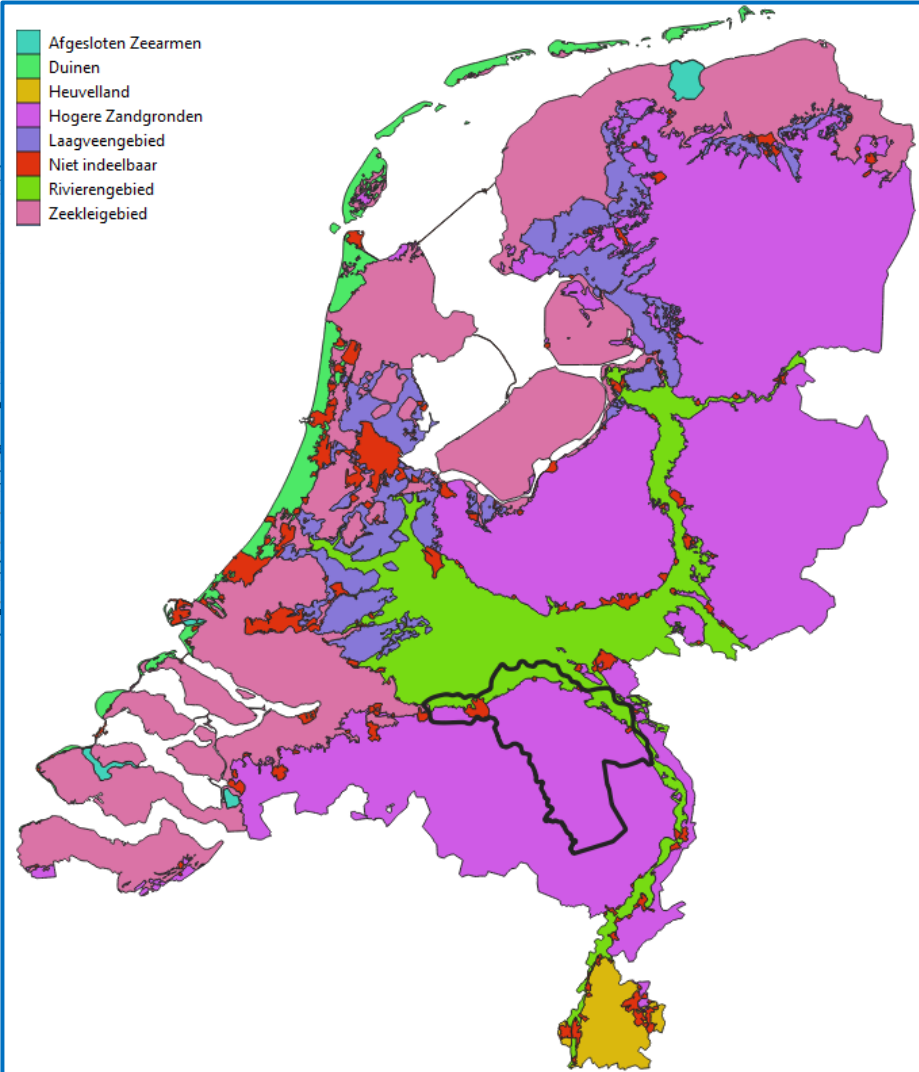 Afgesloten Zeearmen
Duinen
Heuvelland
Hogere Zandgronden
Laagveengebied
Niet indeelbaar
Rivierengebied
Zeekleigebied